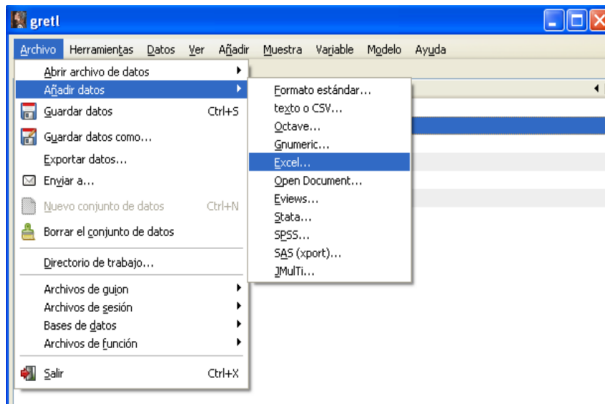 gretl
Archivo Herramientas Datos Ver Añadir Muestra Variable Modelo Ayuda
Abrir archivo de datos
Añadir datos
Guardar datos Ctrl+S
Guardar datos como...
Exportar datos...
Enviar a...
Nuevo conjunto de datos Ctrl+N
Borrar el conjunto de datos
Directorio de trabajo...
Archivos de guion
Archivos de sesión
Bases de datos
Archivos de función
Salir Ctrl+X
Formato estándar...
texto o CSV...
Octave...
Gnumeric...
Excel...
Open Document...
Eviews...
Stata...
SPSS...
SAS (xport)...
JMulTi...